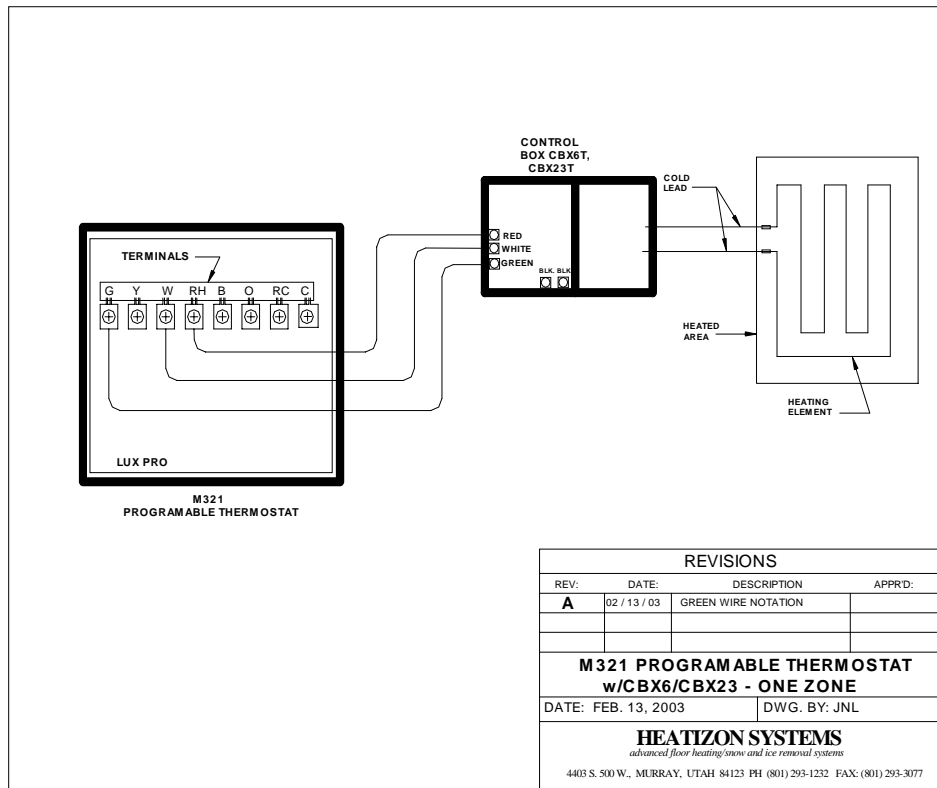 CONTROL
BOX CBX6T,
CBX23T
COLD
LEAD
RED
WHITE
GREEN
BLK. BLK
TERMINALS
G Y W RH B O RC C
HEATED
AREA
HEATING
ELEMENT
LUX PRO
M321
PROGRAMABLE THERMOSTAT
REVISIONS
REV: DATE: DESCRIPTION APPR'D:
A 02 / 13 / 03 GREEN WIRE NOTATION
M321 PROGRAMABLE THERMOSTAT
w/CBX6/CBX23 - ONE ZONE
DATE: FEB. 13, 2003 DWG. BY: JNL
HEATIZON SYSTEMS
advanced floor heating/snow and ice removal systems
4403 S. 500 W., MURRAY, UTAH 84123 PH (801) 293-1232 FAX: (801) 293-3077